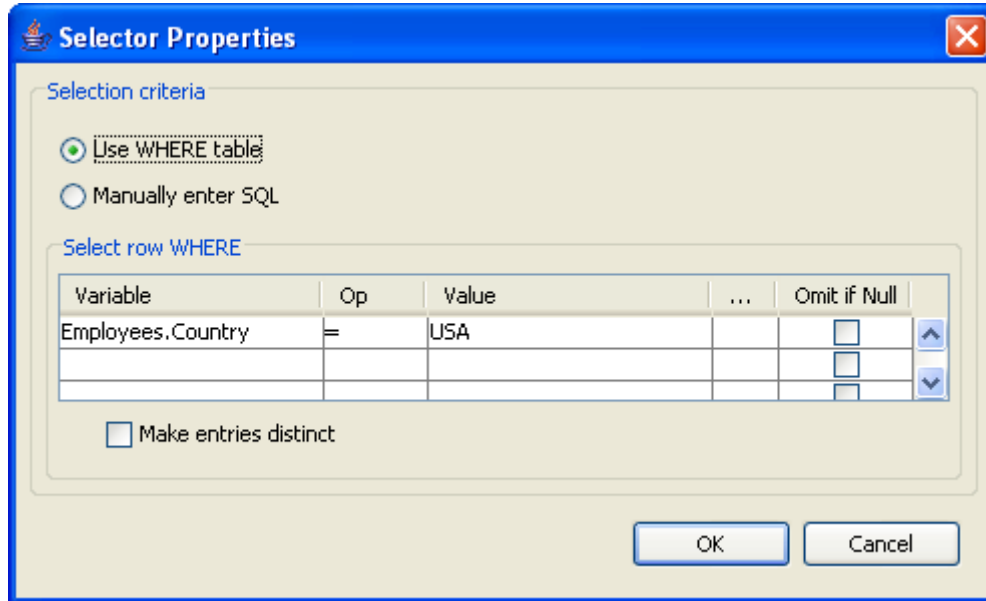 Selector Properties
Selection criteria
Use WHERE table
Manually enter SQL
Select row WHERE
Variable Op Value ... Omit if Null
Employees.Country = USA
Make entries distinct
OK Cancel